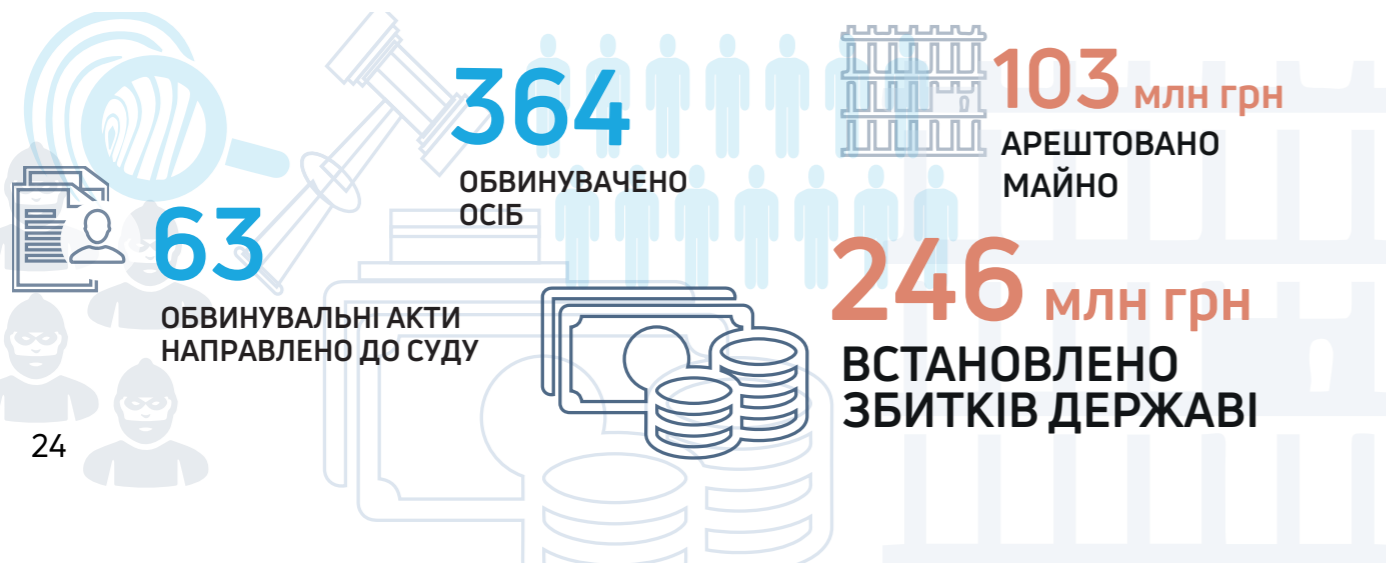 364
ОБВИНУВАЧЕНО
ОСІБ
103 млн грн
АРЕШТОВАНО
МАЙНО
63
ОБВИНУВАЛЬНІ АКТИ
НАПРАВЛЕНО ДО СУДУ
246 млн грн
ВСТАНОВЛЕНО
ЗБИТКІВ ДЕРЖАВІ
24